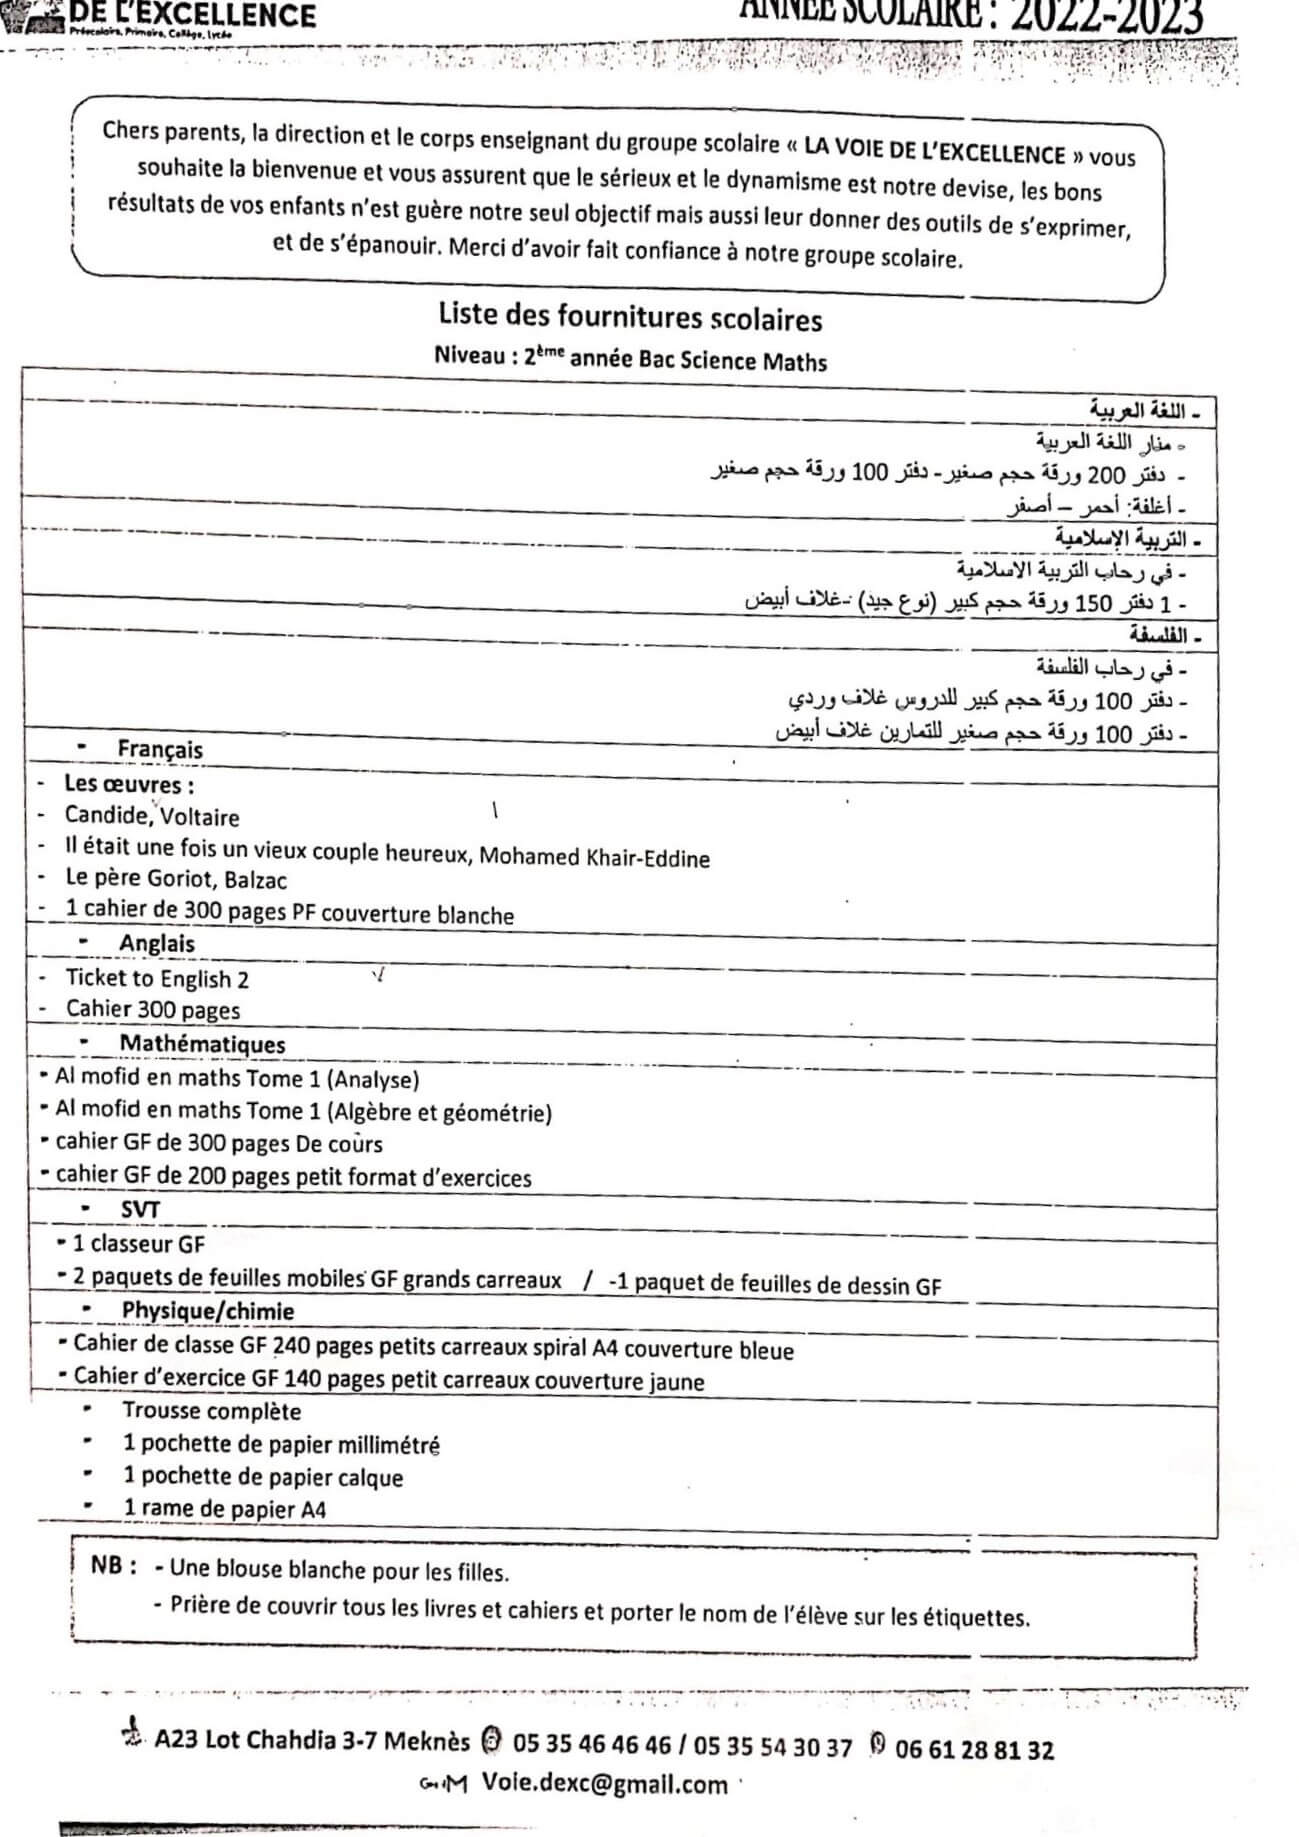 DE L'EXCELLENCE
Préscolaire, Primaire, Collège, Lycée
ANNÉE SCOLAIRE : 2022-2023
Chers parents, la direction et le corps enseignant du groupe scolaire « LA VOIE DE L'EXCELLENCE » vous
souhaite la bienvenue et vous assurent que le sérieux et le dynamisme est notre devise, les bons
résultats de vos enfants n'est guère notre seul objectif mais aussi leur donner des outils de s'exprimer,
et de s'épanouir. Merci d'avoir fait confiance à notre groupe scolaire.
Liste des fournitures scolaires
Niveau : 2ème année Bac Science Maths
- اللغة العربية
- منار اللغة العربية
- دفتر 200 ورقة حجم صغير- دفتر 100 ورقة حجم صغير
- أغلفة: أحمر – أصفر
- التربية الإسلامية
- في رحاب التربية الاسلامية
- 1 دفتر 150 ورقة حجم كبير (نوع جيد) -غلاف أبيض
- الفلسفة
- في رحاب الفلسفة
- دفتر 100 ورقة حجم كبير للدروس غلاف وردي
- دفتر 100 ورقة حجم صغير للتمارين غلاف أبيض
- Français
- Les œuvres :
- Candide, Voltaire
- Il était une fois un vieux couple heureux, Mohamed Khair-Eddine
- Le père Goriot, Balzac
- 1 cahier de 300 pages PF couverture blanche
- Anglais
- Ticket to English 2
- Cahier 300 pages
- Mathématiques
- Al mofid en maths Tome 1 (Analyse)
- Al mofid en maths Tome 1 (Algèbre et géométrie)
- cahier GF de 300 pages De cours
- cahier GF de 200 pages petit format d'exercices
- SVT
- 1 classeur GF
- 2 paquets de feuilles mobiles GF grands carreaux / -1 paquet de feuilles de dessin GF
- Physique/chimie
- Cahier de classe GF 240 pages petits carreaux spiral A4 couverture bleue
- Cahier d'exercice GF 140 pages petit carreaux couverture jaune
- Trousse complète
- 1 pochette de papier millimétré
- 1 pochette de papier calque
- 1 rame de papier A4
NB : - Une blouse blanche pour les filles.
- Prière de couvrir tous les livres et cahiers et porter le nom de l'élève sur les étiquettes.
A23 Lot Chahdia 3-7 Meknès 05 35 46 46 46 / 05 35 54 30 37 06 61 28 81 32
Voie.dexc@gmail.com